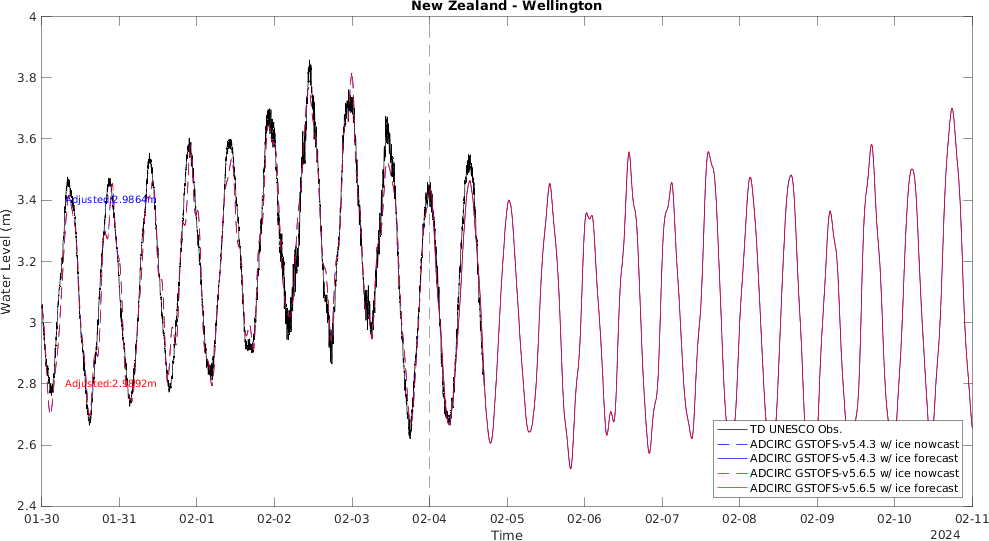 New Zealand - Wellington
Water Level (m)
4
3.8
3.6
3.4
3.2
3
2.8
2.6
2.4
Adjusted:2.9864m
Adjusted:2.9892m
TD UNESCO Obs.
ADCIRC GSTOFS-v5.4.3 w/ ice nowcast
ADCIRC GSTOFS-v5.4.3 w/ ice forecast
ADCIRC GSTOFS-v5.6.5 w/ ice nowcast
ADCIRC GSTOFS-v5.6.5 w/ ice forecast
01-30 01-31 02-01 02-02 02-03 02-04 02-05 02-06 02-07 02-08 02-09 02-10 02-11
Time
2024